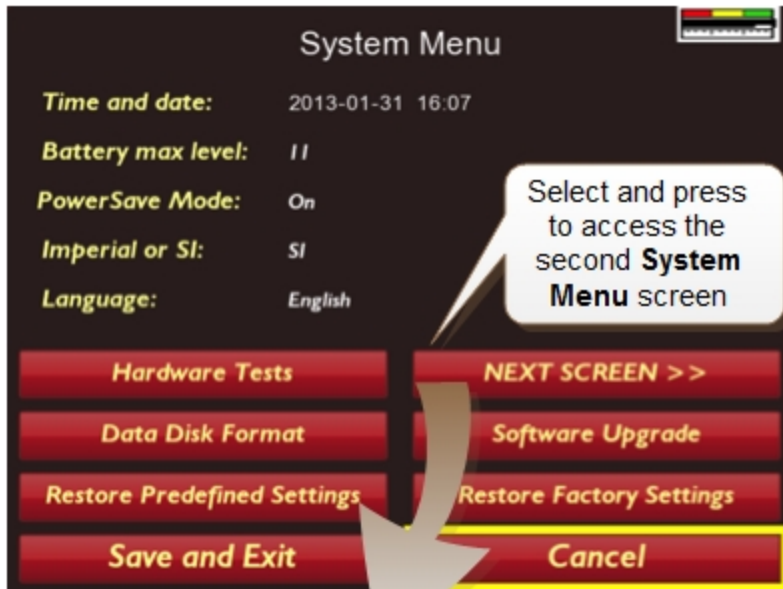 System Menu
Time and date: 2013-01-31 16:07
Battery max level: 11
PowerSave Mode: On
Imperial or SI: SI
Language: English
Select and press
to access the
second System
Menu screen
Hardware Tests
NEXT SCREEN >>
Data Disk Format
Software Upgrade
Restore Predefined Settings
Restore Factory Settings
Save and Exit
Cancel